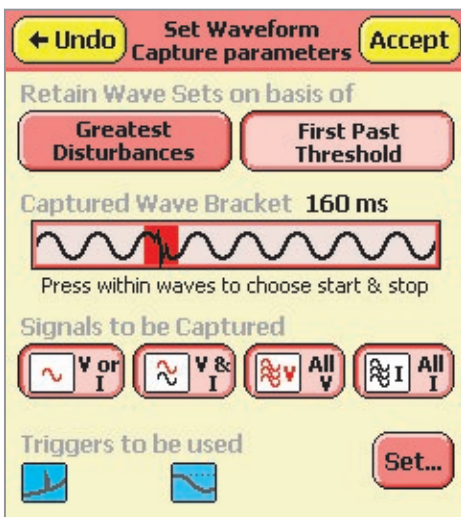 Undo
Set Waveform
Capture parameters
Accept
Retain Wave Sets on basis of
Greatest
Disturbances
First Past
Threshold
Captured Wave Bracket 160 ms
Press within waves to choose start & stop
Signals to be Captured
V or
I
V &
I
V
All
V
I
All
I
Triggers to be used
Set...